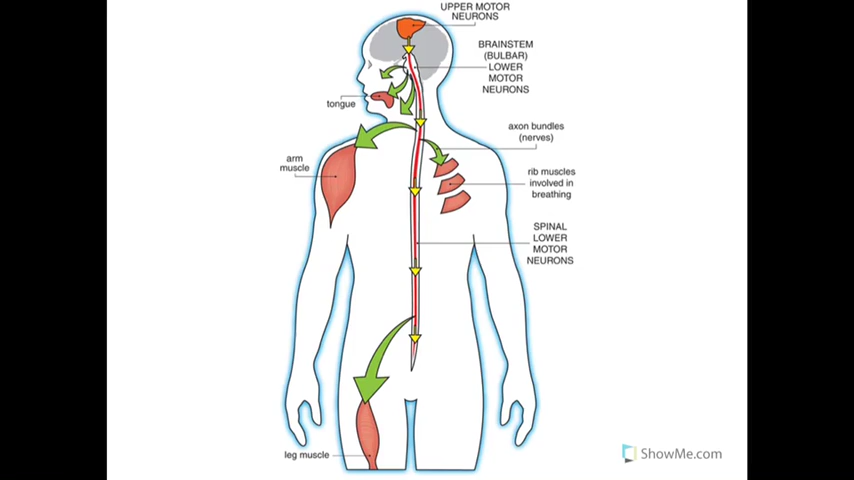 UPPER MOTOR
NEURONS
BRAINSTEM
(BULBAR)
LOWER
MOTOR
NEURONS
tongue
axon bundles
(nerves)
arm
muscle
rib muscles
involved in
breathing
SPINAL
LOWER
MOTOR
NEURONS
leg muscle
ShowMe.com